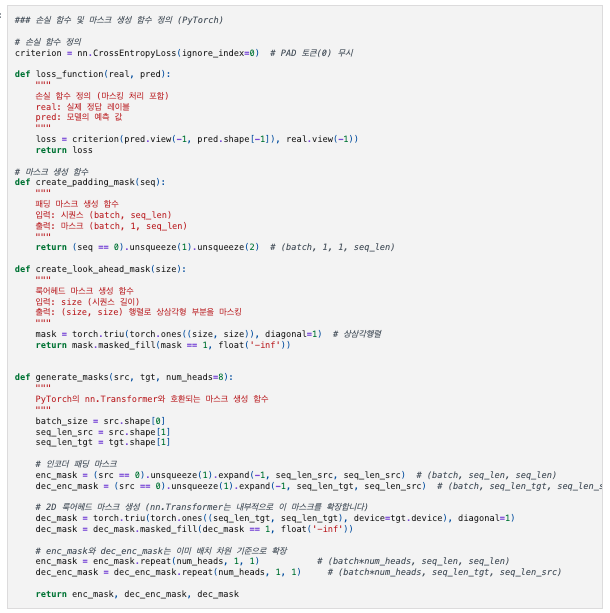 ### 손실 함수 및 마스크 생성 함수 정의 (PyTorch)

# 손실 함수 정의
criterion = nn.CrossEntropyLoss(ignore_index=0)  # PAD 토큰(0) 무시

def loss_function(real, pred):
    """
    손실 함수 정의 (마스킹 처리 포함)
    real: 실제 정답 레이블
    pred: 모델의 예측 값
    """
    loss = criterion(pred.view(-1, pred.shape[-1]), real.view(-1))
    return loss

# 마스크 생성 함수
def create_padding_mask(seq):
    """
    패딩 마스크 생성 함수
    입력: 시퀀스 (batch, seq_len)
    출력: 마스크 (batch, 1, seq_len)
    """
    return (seq == 0).unsqueeze(1).unsqueeze(2)  # (batch, 1, 1, seq_len)

def create_look_ahead_mask(size):
    """
    룩어헤드 마스크 생성 함수
    입력: size (시퀀스 길이)
    출력: (size, size) 행렬로 상삼각형 부분을 마스킹
    """
    mask = torch.triu(torch.ones((size, size)), diagonal=1)  # 상삼각행렬
    return mask.masked_fill(mask == 1, float('-inf'))


def generate_masks(src, tgt, num_heads=8):
    """
    PyTorch의 nn.Transformer와 호환되는 마스크 생성 함수
    """
    batch_size = src.shape[0]
    seq_len_src = src.shape[1]
    seq_len_tgt = tgt.shape[1]

    # 인코더 패딩 마스크
    enc_mask = (src == 0).unsqueeze(1).expand(-1, seq_len_src, seq_len_src)  # (batch, seq_len, seq_len)
    dec_enc_mask = (src == 0).unsqueeze(1).expand(-1, seq_len_tgt, seq_len_src)  # (batch, seq_len_tgt, seq_len_s

    # 2D 룩어헤드 마스크 생성 (nn.Transformer는 내부적으로 이 마스크를 확장합니다)
    dec_mask = torch.triu(torch.ones((seq_len_tgt, seq_len_tgt), device=tgt.device), diagonal=1)
    dec_mask = dec_mask.masked_fill(dec_mask == 1, float('-inf'))

    # enc_mask와 dec_enc_mask는 이미 배치 차원 기준으로 확장
    enc_mask = enc_mask.repeat(num_heads, 1, 1)          # (batch*num_heads, seq_len, seq_len)
    dec_enc_mask = dec_enc_mask.repeat(num_heads, 1, 1)     # (batch*num_heads, seq_len_tgt, seq_len_src)

    return enc_mask, dec_enc_mask, dec_mask